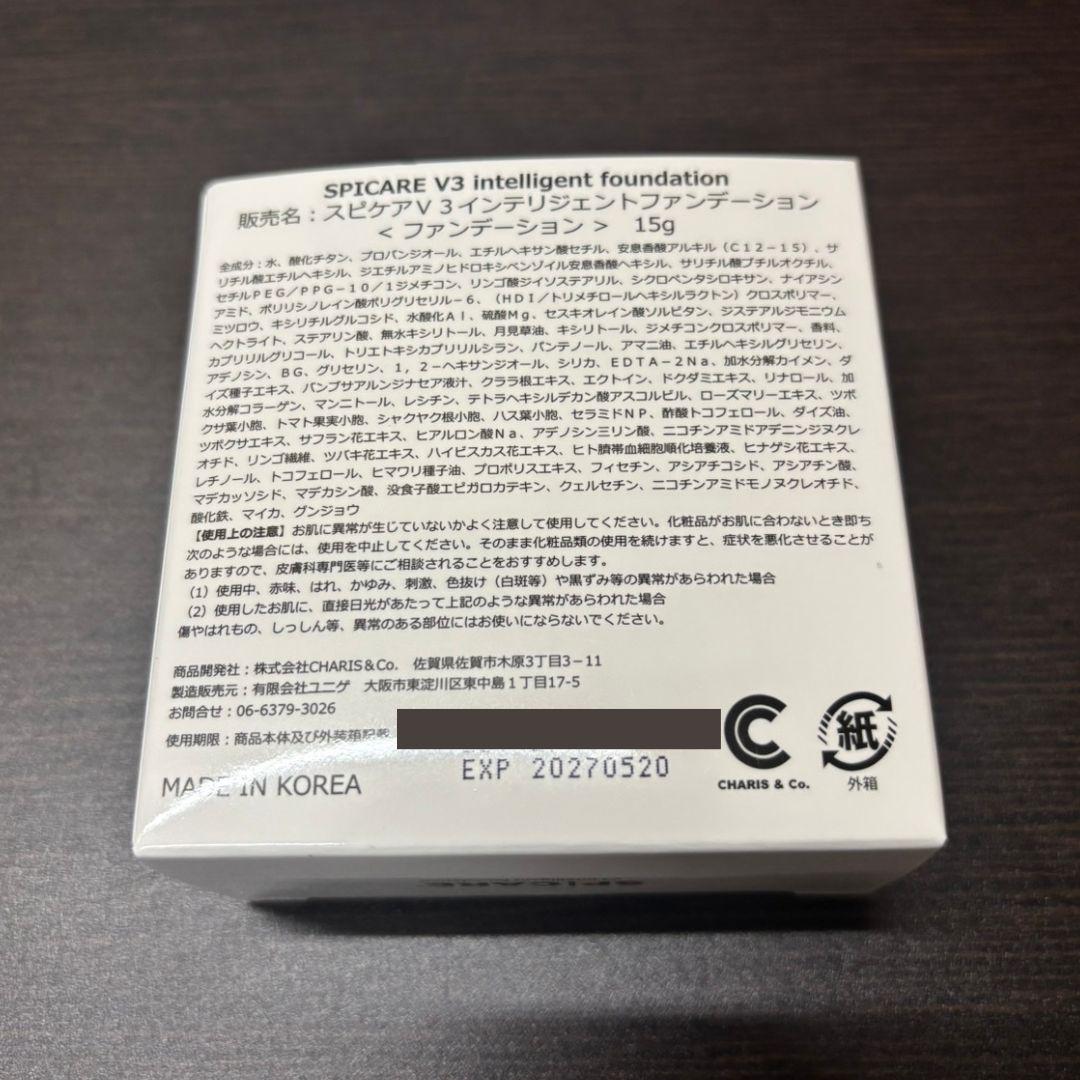 SPICARE V3 intelligent foundation
販売名：スピケアV３インテリジェントファンデーション
＜ ファンデーション ＞　15g
全成分：水、酸化チタン、プロパンジオール、エチルヘキサン酸セチル、安息香酸アルキル（Ｃ１２－１５）、サ
リチル酸エチルヘキシル、ジエチルアミノヒドロキシベンゾイル安息香酸ヘキシル、サリチル酸ブチルオクチル、
セチルＰＥＧ／ＰＰＧ－１０／１ジメチコン、リンゴ酸ジイソステアリル、シクロペンタシロキサン、ナイアシン
アミド、ポリリシノレイン酸ポリグリセリル－６、（ＨＤＩ／トリメチロールヘキシルラクトン）クロスポリマー、
ミツロウ、キシリチルグルコシド、水酸化Ａｌ、硫酸Ｍｇ、セスキオレイン酸ソルビタン、ジステアルジモニウム
ヘクトライト、ステアリン酸、無水キシリトール、月見草油、キシリトール、ジメチコンクロスポリマー、香料、
カプリリルグリコール、トリエトキシカプリリルシラン、パンテノール、アマニ油、エチルヘキシルグリセリン、
アデノシン、ＢＧ、グリセリン、１，２－ヘキサンジオール、シリカ、ＥＤＴＡ－２Ｎａ、加水分解カイメン、ダ
イズ種子エキス、バンブサアルンジナセア液汁、クララ根エキス、エクトイン、ドクダミエキス、リナロール、加
水分解コラーゲン、マンニトール、レシチン、テトラヘキシルデカン酸アスコルビル、ローズマリーエキス、ツボ
クサ葉小胞、トマト果実小胞、シャクヤク根小胞、ハス葉小胞、セラミドＮＰ、酢酸トコフェロール、ダイズ油、
ツボクサエキス、サフラン花エキス、ヒアルロン酸Ｎａ、アデノシン三リン酸、ニコチンアミドアデニンジヌクレ
オチド、リンゴ繊維、ツバキ花エキス、ハイビスカス花エキス、ヒト臍帯血細胞順化培養液、ヒナゲシ花エキス、
レチノール、トコフェロール、ヒマワリ種子油、プロポリスエキス、フィセチン、アシアチコシド、アシアチン酸、
マデカッソシド、マデカシン酸、没食子酸エピガロカテキン、クェルセチン、ニコチンアミドモノヌクレオチド、
酸化鉄、マイカ、グンジョウ
【使用上の注意】お肌に異常が生じていないかよく注意して使用してください。化粧品がお肌に合わないとき即ち
次のような場合には、使用を中止してください。そのまま化粧品類の使用を続けますと、症状を悪化させることが
ありますので、皮膚科専門医等にご相談されることをおすすめします。
（1）使用中、赤味、はれ、かゆみ、刺激、色抜け（白斑等）や黒ずみ等の異常があらわれた場合
（2）使用したお肌に、直接日光があたって上記のような異常があらわれた場合
傷やはれもの、しっしん等、異常のある部位にはお使いにならないでください。
商品開発社：株式会社CHARIS＆Co.　佐賀県佐賀市木原3丁目3－11
製造販売元：有限会社ユニゲ　大阪市東淀川区東中島１丁目17-5
お問合せ：06-6379-3026
使用期限：商品本体及び外装箱記載
EXP 20270520
MADE IN KOREA
CHARIS & Co.
紙
外箱
SPICARE